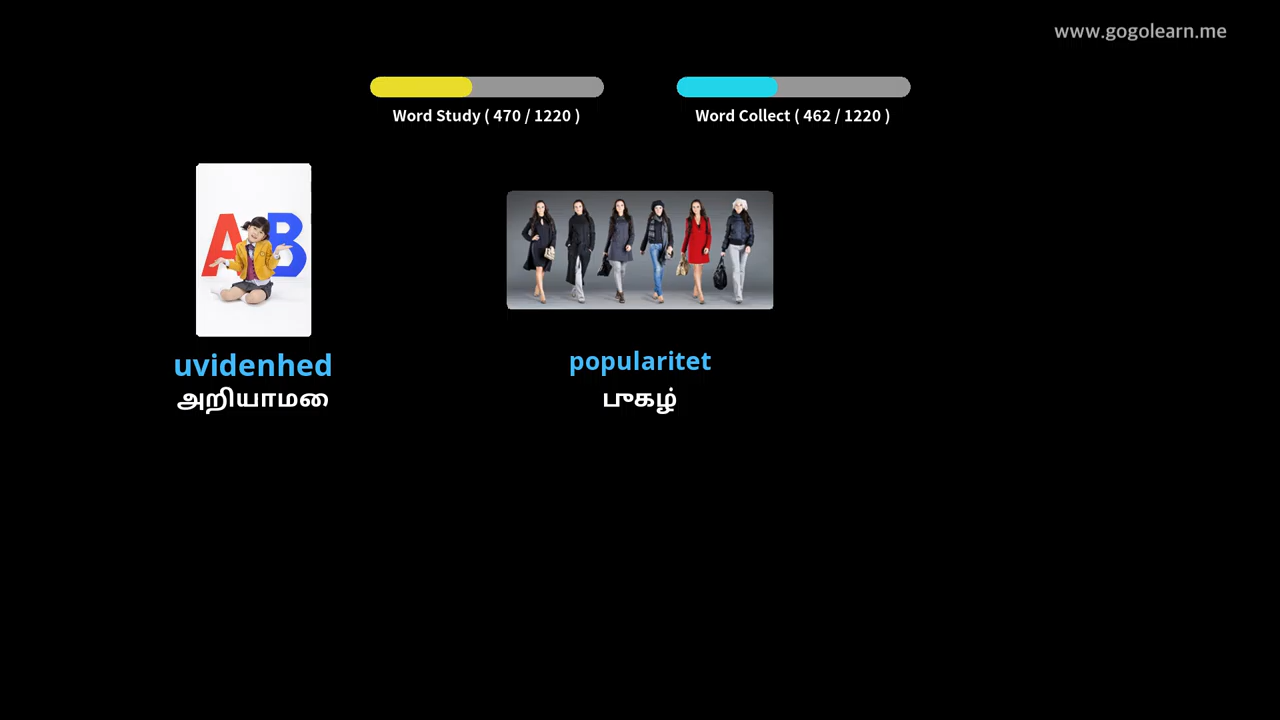 www.gogolearn.me
Word Study ( 470 / 1220 )
Word Collect ( 462 / 1220 )
A B
uvidenhed
அறியாமை
popularitet
புகழ்